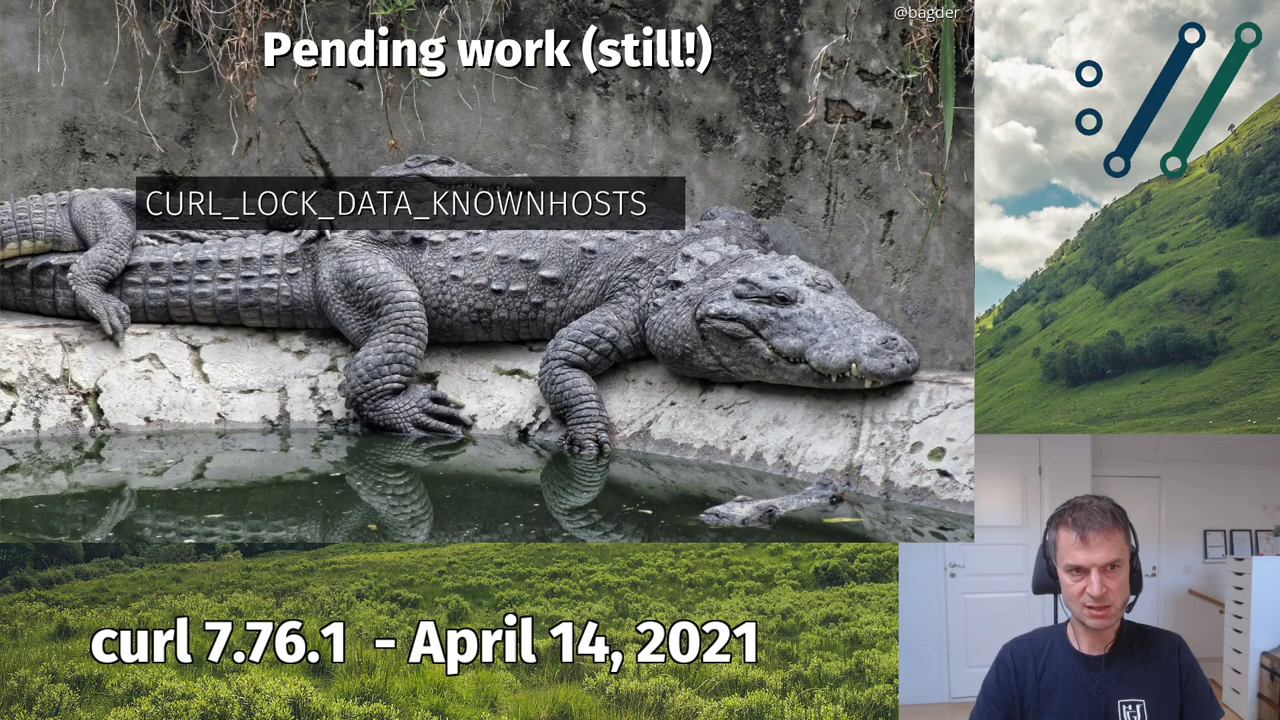 @bagder
Pending work (still!)
CURL_LOCK_DATA_KNOWNHOSTS
curl 7.76.1 - April 14, 2021